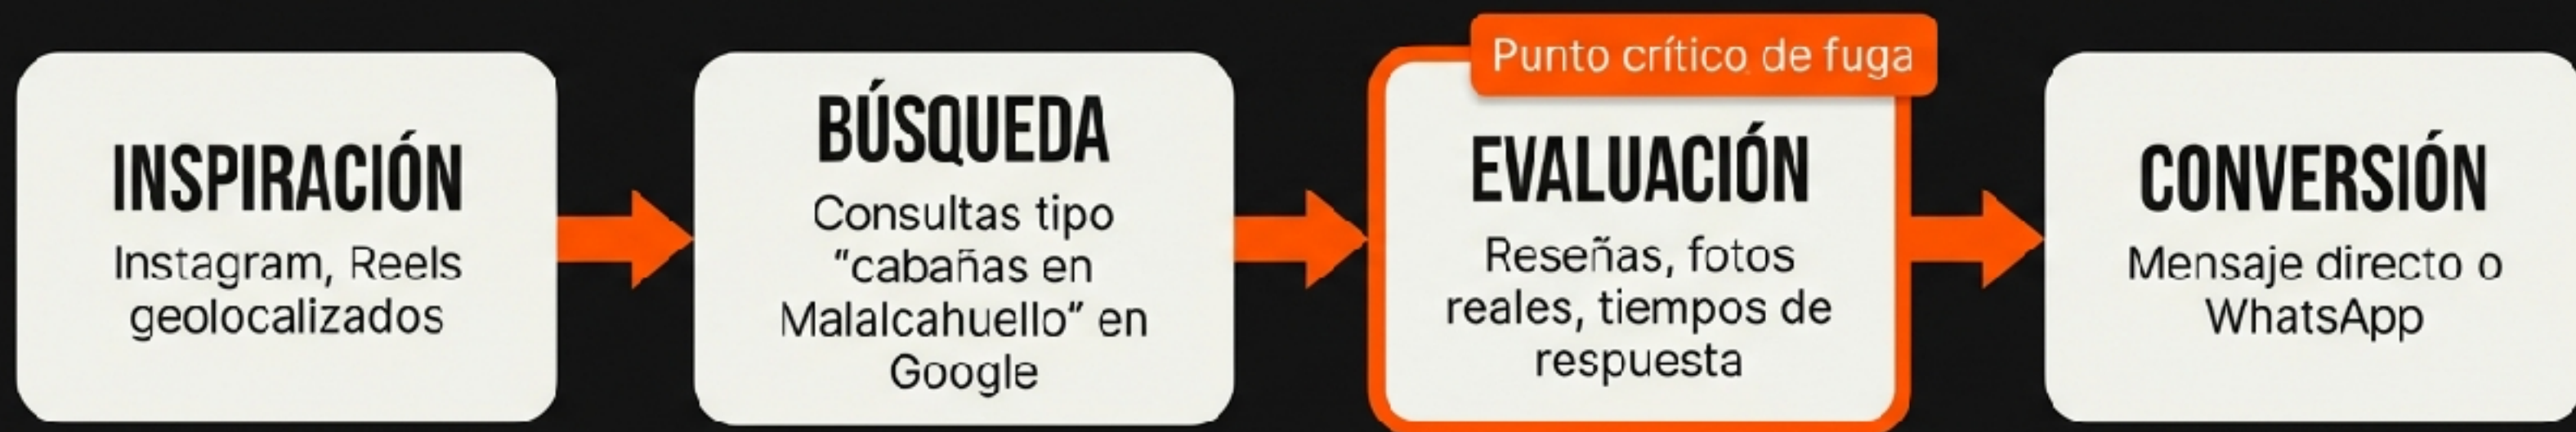 INSPIRACIÓN
Instagram, Reels
geolocalizados
BÚSQUEDA
Consultas tipo
"cabañas en
Malalcahuello" en
Google
Punto crítico de fuga
EVALUACIÓN
Reseñas, fotos
reales, tiempos de
respuesta
CONVERSIÓN
Mensaje directo o
WhatsApp